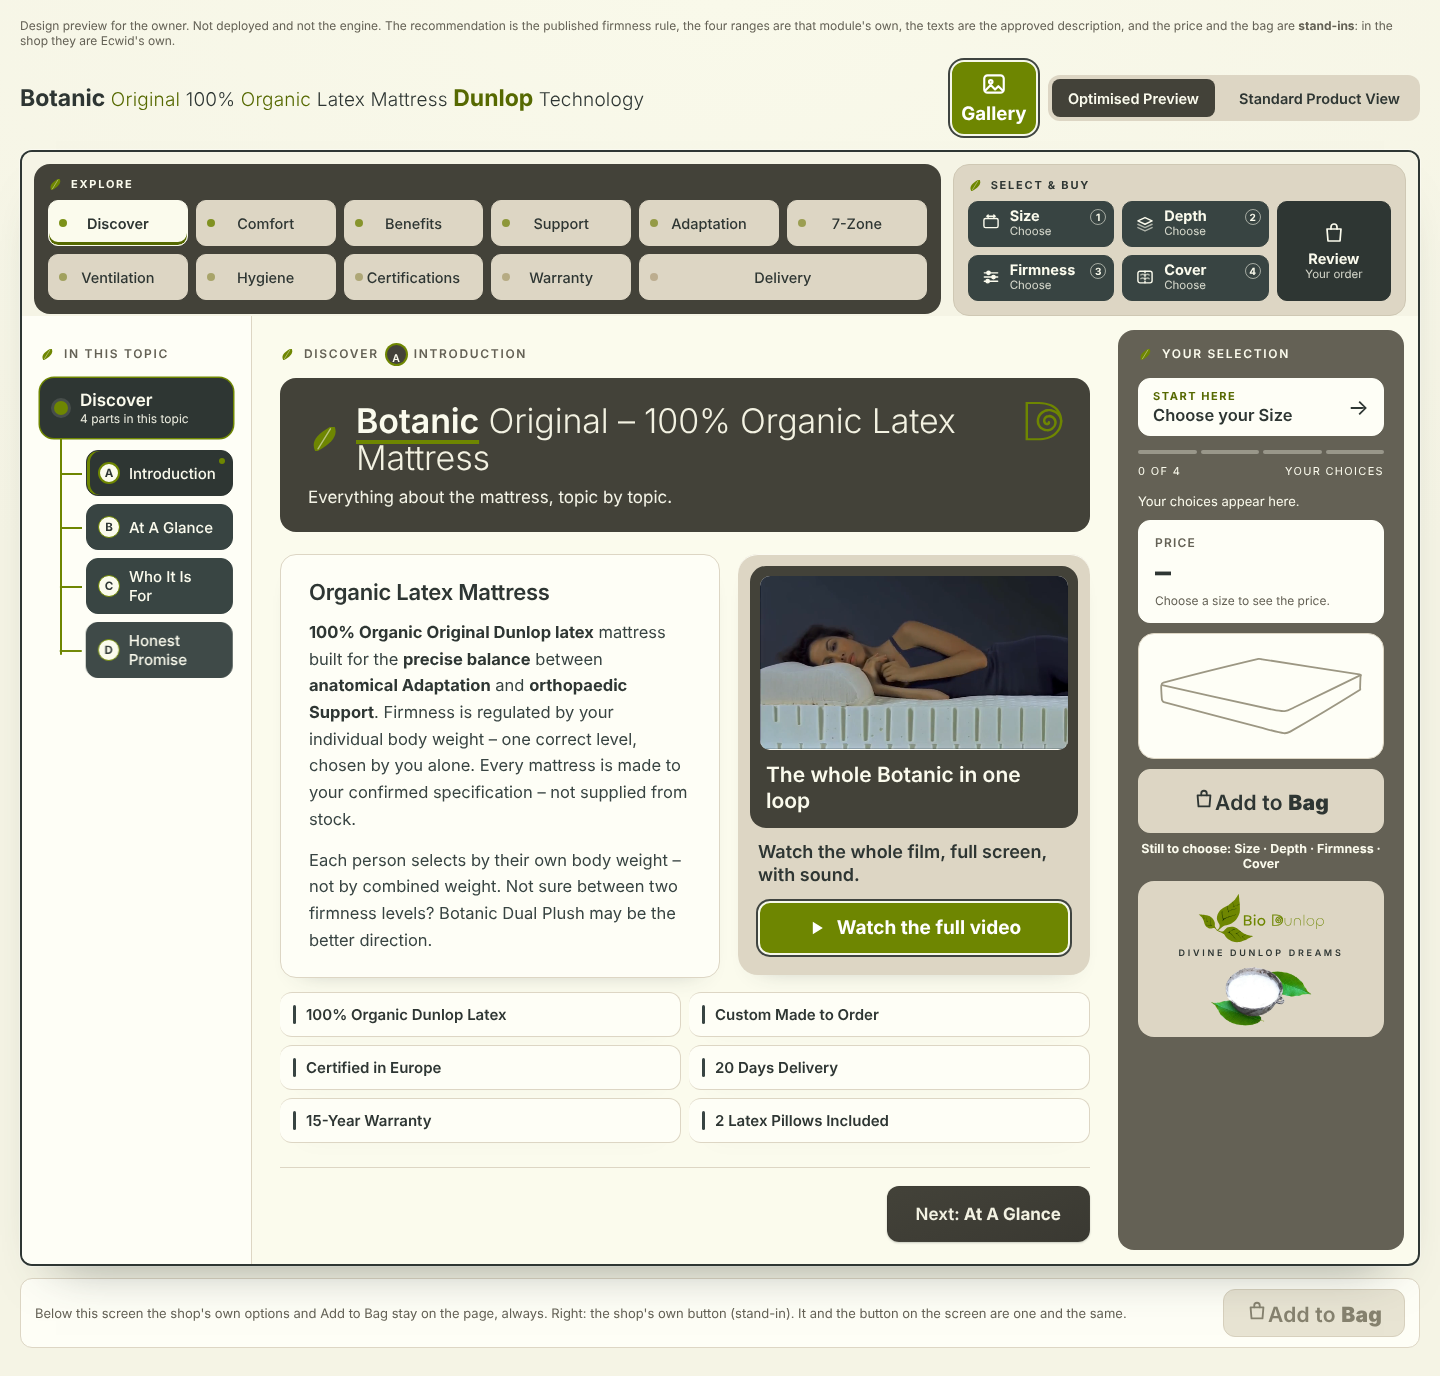 Design preview for the owner. Not deployed and not the engine. The recommendation is the published firmness rule, the four ranges are that module's own, the texts are the approved description, and the price and the bag are stand-ins: in the
shop they are Ecwid's own.
Botanic Original 100% Organic Latex Mattress Dunlop Technology
Gallery
Optimised Preview
Standard Product View
EXPLORE
Discover
Comfort
Benefits
Support
Adaptation
7-Zone
Ventilation
Hygiene
Certifications
Warranty
Delivery
SELECT & BUY
Size
Choose
1
Depth
Choose
2
Firmness
Choose
3
Cover
Choose
4
Review
Your order
IN THIS TOPIC
Discover
4 parts in this topic
A Introduction
B At A Glance
C Who It Is
For
D Honest
Promise
DISCOVER A INTRODUCTION
Botanic Original – 100% Organic Latex
Mattress
Everything about the mattress, topic by topic.
Organic Latex Mattress
100% Organic Original Dunlop latex mattress
built for the precise balance between
anatomical Adaptation and orthopaedic
Support. Firmness is regulated by your
individual body weight – one correct level,
chosen by you alone. Every mattress is made to
your confirmed specification – not supplied from
stock.
Each person selects by their own body weight –
not by combined weight. Not sure between two
firmness levels? Botanic Dual Plush may be the
better direction.
The whole Botanic in one
loop
Watch the whole film, full screen,
with sound.
Watch the full video
100% Organic Dunlop Latex
Custom Made to Order
Certified in Europe
20 Days Delivery
15-Year Warranty
2 Latex Pillows Included
Next: At A Glance
YOUR SELECTION
START HERE
Choose your Size
0 OF 4
YOUR CHOICES
Your choices appear here.
PRICE
–
Choose a size to see the price.
Add to Bag
Still to choose: Size · Depth · Firmness ·
Cover
Bio Dunlop
DIVINE DUNLOP DREAMS
Below this screen the shop's own options and Add to Bag stay on the page, always. Right: the shop's own button (stand-in). It and the button on the screen are one and the same.
Add to Bag